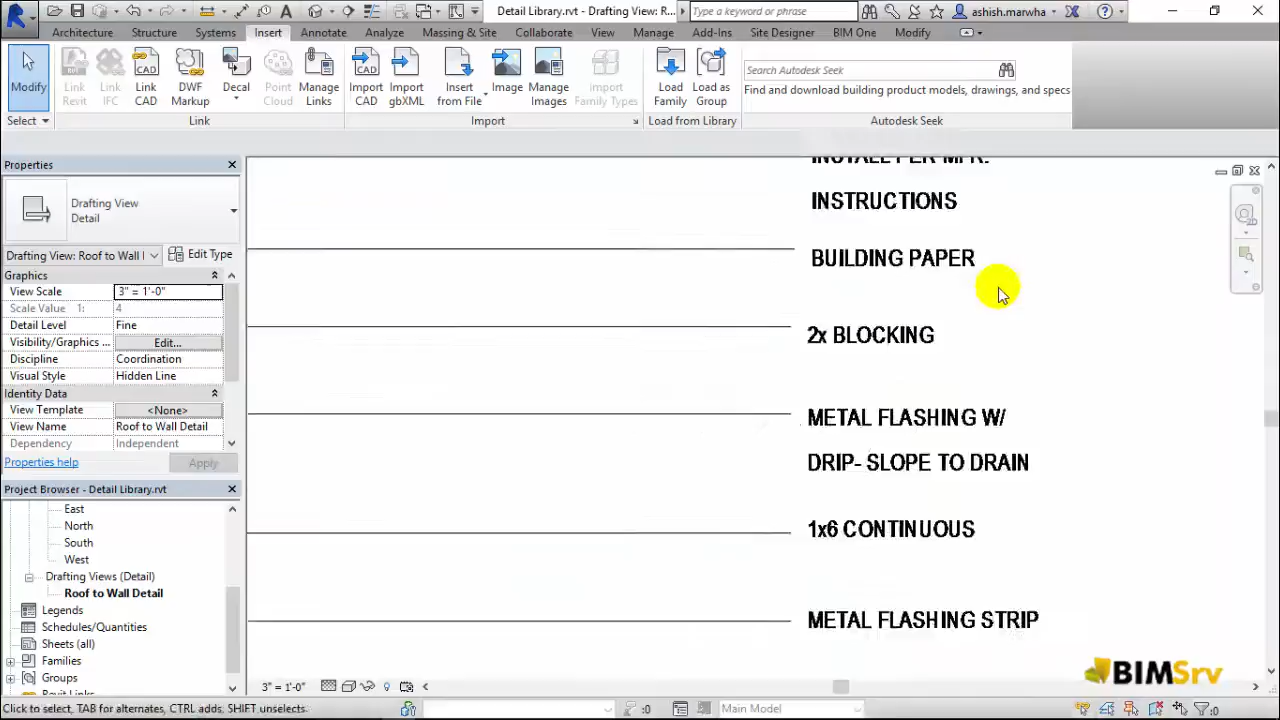 Detail Library.rvt - Drafting View: R...
Type a keyword or phrase
ashish.marwha
Architecture Structure Systems Insert Annotate Analyze Massing & Site Collaborate View Manage Add-Ins Site Designer BIM One Modify
Modify
Link Revit
Link IFC
Link CAD
DWF Markup
Decal
Point Cloud
Manage Links
Import CAD
Import gbXML
Insert from File
Image
Manage Images
Import Family Types
Load Family
Load as Group
Search Autodesk Seek
Find and download building product models, drawings, and specs
Select Link Import Load from Library Autodesk Seek
Properties
Drafting View
Detail
Drafting View: Roof to Wall
Edit Type
Graphics
View Scale 3" = 1'-0"
Scale Value 1: 4
Detail Level Fine
Visibility/Graphics ... Edit...
Discipline Coordination
Visual Style Hidden Line
Identity Data
View Template <None>
View Name Roof to Wall Detail
Dependency Independent
Properties help Apply
Project Browser - Detail Library.rvt
East
North
South
West
Drafting Views (Detail)
Roof to Wall Detail
Legends
Schedules/Quantities
Sheets (all)
Families
Groups
Revit Links
INSTALL PER MFR.
INSTRUCTIONS
BUILDING PAPER
2x BLOCKING
METAL FLASHING W/
DRIP- SLOPE TO DRAIN
1x6 CONTINUOUS
METAL FLASHING STRIP
BIMSrv
3" = 1'-0"
Click to select, TAB for alternates, CTRL adds, SHIFT unselects.
:0
Main Model
:0